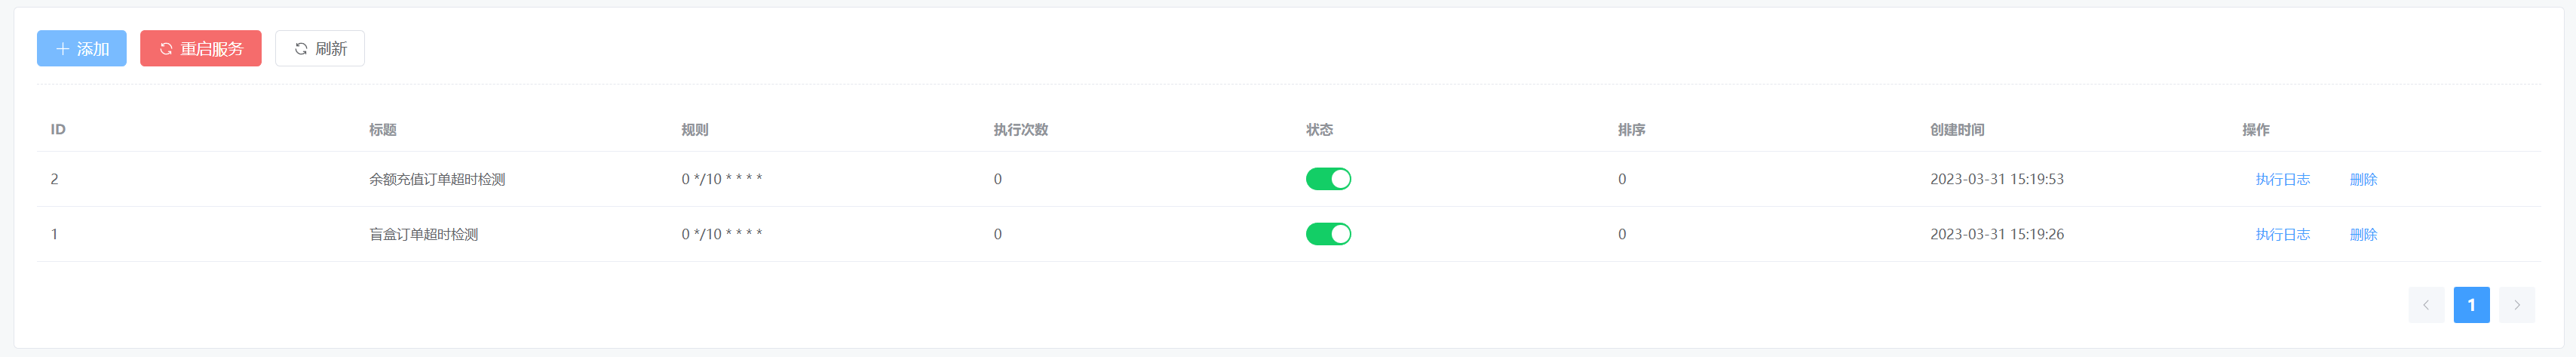 添加 重启服务 刷新
ID 标题 规则 执行次数 状态 排序 创建时间 操作
2 余额充值订单超时检测 0 */10 * * * * 0 0 2023-03-31 15:19:53 执行日志 删除
1 盲盒订单超时检测 0 */10 * * * * 0 0 2023-03-31 15:19:26 执行日志 删除
1